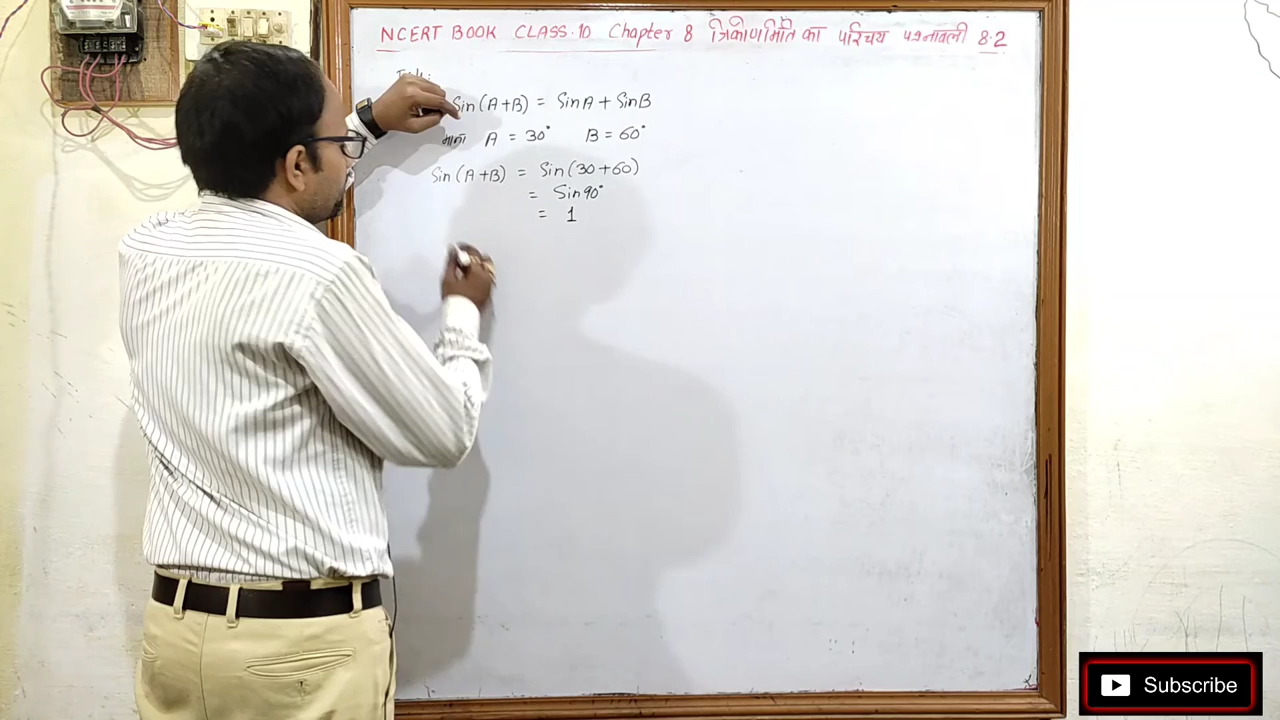 NCERT BOOK CLASS.10 Chapter 8 त्रिकोणमिति का परिचय प्रश्नावली 8.2
Sin(A+B) = SinA + SinB
माना A = 30° B = 60°
Sin(A+B) = Sin(30+60)
= Sin90°
= 1
Subscribe